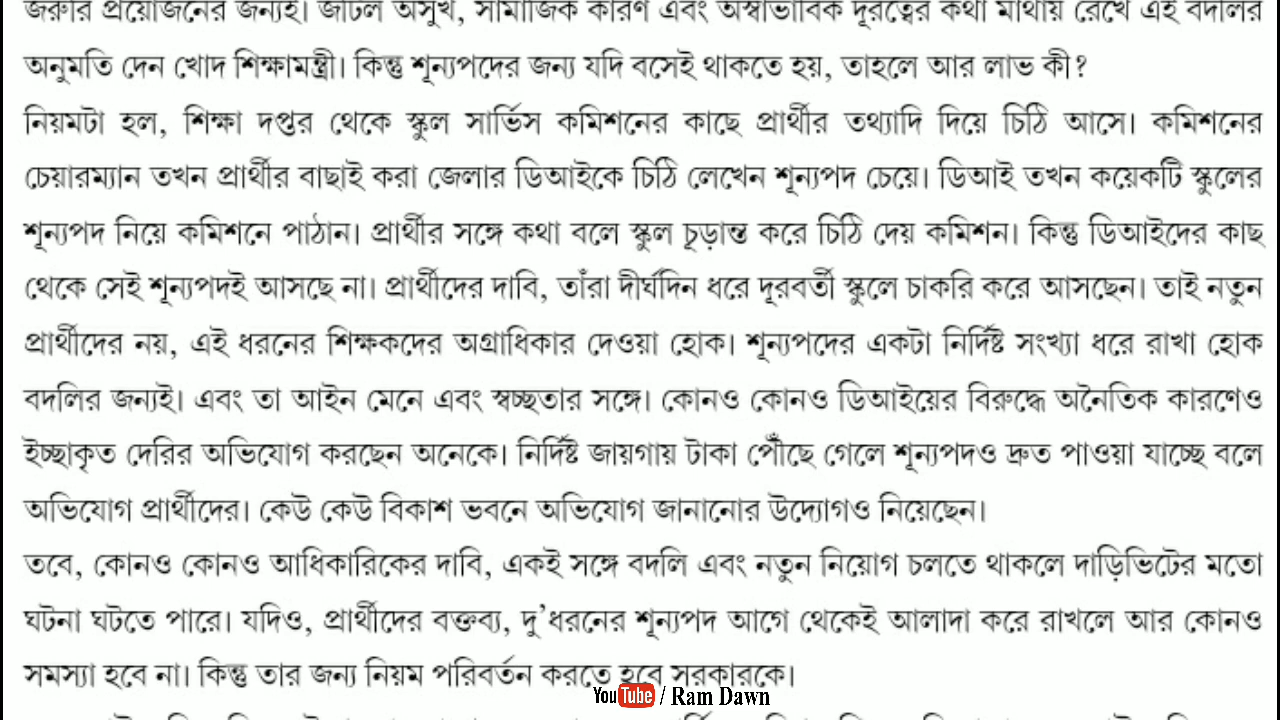 জরুরি প্রয়োজনের জন্যই। জটিল অসুখ, সামাজিক কারণ এবং অস্বাভাবিক দূরত্বের কথা মাথায় রেখে এই বদলির
অনুমতি দেন খোদ শিক্ষামন্ত্রী। কিন্তু শূন্যপদের জন্য যদি বসেই থাকতে হয়, তাহলে আর লাভ কী?
নিয়মটা হল, শিক্ষা দপ্তর থেকে স্কুল সার্ভিস কমিশনের কাছে প্রার্থীর তথ্যাদি দিয়ে চিঠি আসে। কমিশনের
চেয়ারম্যান তখন প্রার্থীর বাছাই করা জেলার ডিআইকে চিঠি লেখেন শূন্যপদ চেয়ে। ডিআই তখন কয়েকটি স্কুলের
শূন্যপদ নিয়ে কমিশনে পাঠান। প্রার্থীর সঙ্গে কথা বলে স্কুল চূড়ান্ত করে চিঠি দেয় কমিশন। কিন্তু ডিআইদের কাছ
থেকে সেই শূন্যপদই আসছে না। প্রার্থীদের দাবি, তাঁরা দীর্ঘদিন ধরে দূরবর্তী স্কুলে চাকরি করে আসছেন। তাই নতুন
প্রার্থীদের নয়, এই ধরনের শিক্ষকদের অগ্রাধিকার দেওয়া হোক। শূন্যপদের একটা নির্দিষ্ট সংখ্যা ধরে রাখা হোক
বদলির জন্যই। এবং তা আইন মেনে এবং স্বচ্ছতার সঙ্গে। কোনও কোনও ডিআইয়ের বিরুদ্ধে অনৈতিক কারণেও
ইচ্ছাকৃত দেরির অভিযোগ করছেন অনেকে। নির্দিষ্ট জায়গায় টাকা পৌঁছে গেলে শূন্যপদও দ্রুত পাওয়া যাচ্ছে বলে
অভিযোগ প্রার্থীদের। কেউ কেউ বিকাশ ভবনে অভিযোগ জানানোর উদ্যোগও নিয়েছেন।
তবে, কোনও কোনও আধিকারিকের দাবি, একই সঙ্গে বদলি এবং নতুন নিয়োগ চলতে থাকলে দাড়িভিটের মতো
ঘটনা ঘটতে পারে। যদিও, প্রার্থীদের বক্তব্য, দু'ধরনের শূন্যপদ আগে থেকেই আলাদা করে রাখলে আর কোনও
সমস্যা হবে না। কিন্তু তার জন্য নিয়ম পরিবর্তন করতে হবে সরকারকে।
YouTube / Ram Dawn